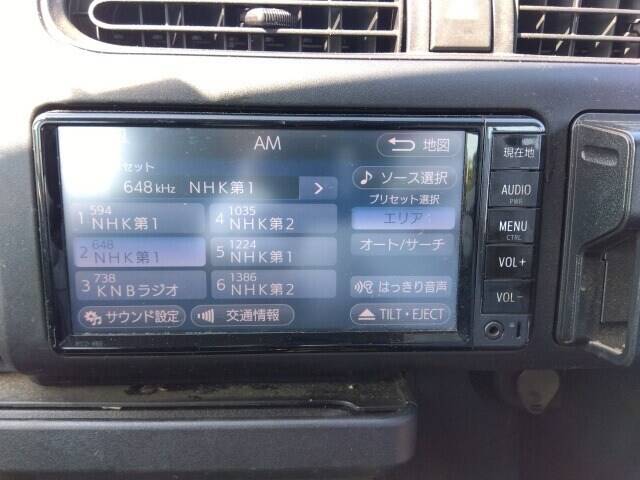 AM
地図
セット
ソース選択
648kHz NHK第1
プリセット選択
エリア
1 594 NHK第1
4 1035 NHK第2
2 648 NHK第1
5 1224 NHK第1
オート/サーチ
3 738 KNBラジオ
6 1386 NHK第2
はっきり音声
サウンド設定
交通情報
TILT・EJECT
現在地
AUDIO
PWR
MENU
CTRL
VOL+
VOL-